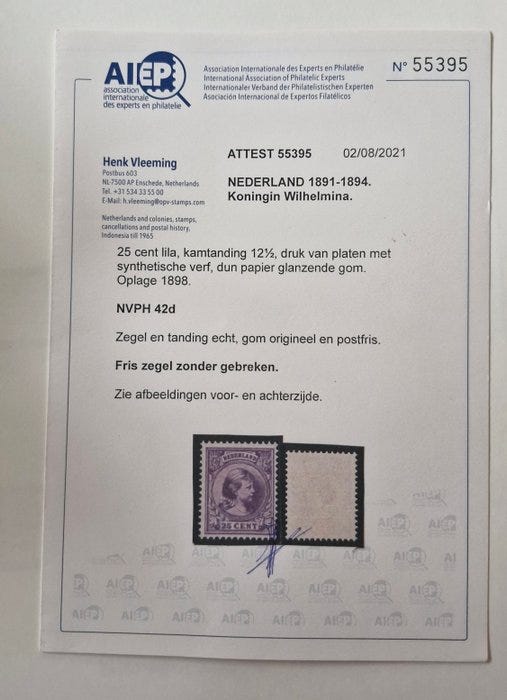 AIEP
association
internationale
des experts en philatelie
Association Internationale des Experts en Philatélie
International Association of Philatelic Experts
Internationaler Verband der Philatelistischen Experten
Asociación Internacional de Expertos Filatélicos
N° 55395
Henk Vleeming
Postbus 603
NL-7500 AP Enschede, Netherlands
Tel. +31 534 33 55 00
E-Mail: h.vleeming@opv-stamps.com
Netherlands and colonies, stamps,
cancellations and postal history,
Indonesia till 1965
ATTEST 55395 02/08/2021
NEDERLAND 1891-1894.
Koningin Wilhelmina.
25 cent lila, kamtanding 12½, druk van platen met
synthetische verf, dun papier glanzende gom.
Oplage 1898.
NVPH 42d
Zegel en tanding echt, gom origineel en postfris.
Fris zegel zonder gebreken.
Zie afbeeldingen voor- en achterzijde.
NEDERLAND
25 CENT